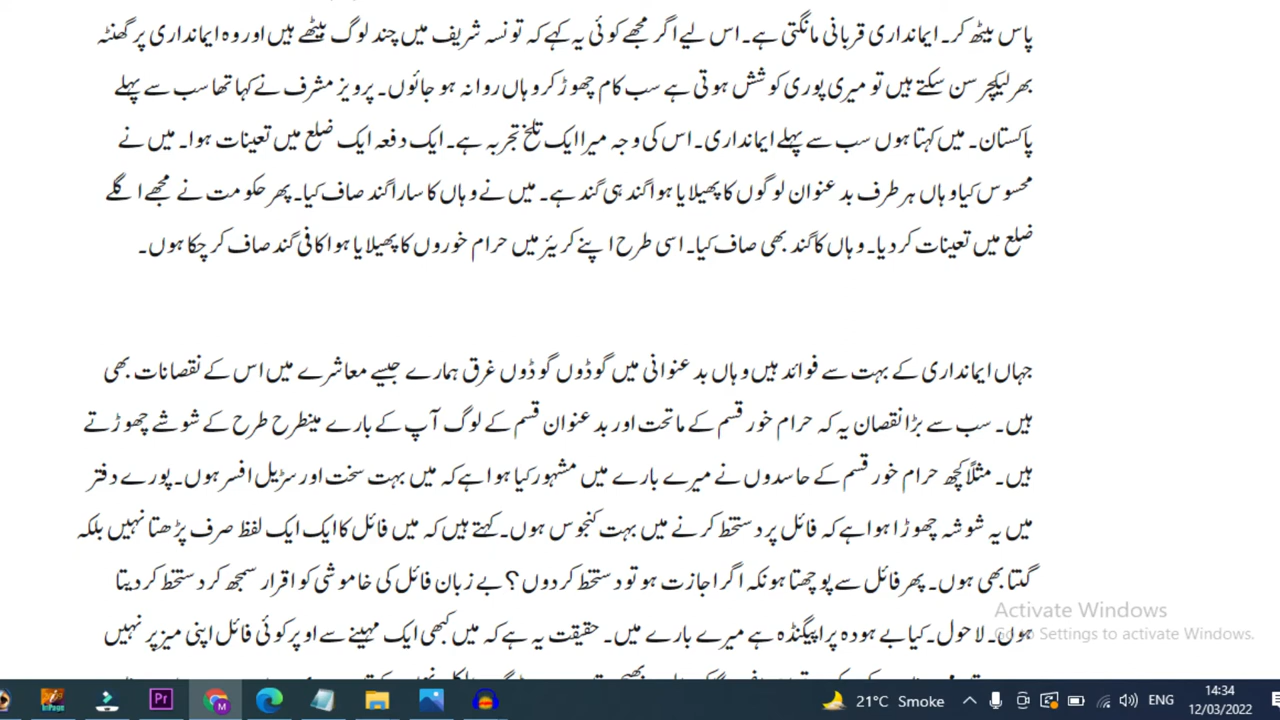 پاس بیٹھ کر۔ ایمانداری قربانی مانگتی ہے۔ اس لیے اگر مجھے کوئی یہ کہے کہ تونسہ شریف میں چند لوگ بیٹھے ہیں اور وہ ایمانداری پر گھنٹہ
بھر لیکچر سن سکتے ہیں تو میری پوری کوشش ہوتی ہے سب کام چھوڑ کر وہاں روانہ ہو جائوں۔ پرویز مشرف نے کہا تھا سب سے پہلے
پاکستان۔ میں کہتا ہوں سب سے پہلے ایمانداری۔ اس کی وجہ میرا ایک تلخ تجربہ ہے۔ ایک دفعہ ایک ضلع میں تعینات ہوا۔ میں نے
محسوس کیا وہاں ہر طرف بد عنوان لوگوں کا پھیلایا ہوا گند ہی گند ہے۔ میں نے وہاں کا سارا گند صاف کیا۔ پھر حکومت نے مجھے اگلے
ضلع میں تعینات کر دیا۔ وہاں کا گند بھی صاف کیا۔ اسی طرح اپنے کریئر میں حرام خوروں کا پھیلایا ہوا کافی گند صاف کر چکا ہوں۔
جہاں ایمانداری کے بہت سے فوائد ہیں وہاں بد عنوانی میں گوڈوں گوڈوں غرق ہمارے جیسے معاشرے میں اس کے نقصانات بھی
ہیں۔ سب سے بڑا نقصان یہ کہ حرام خور قسم کے ماتحت اور بد عنوان قسم کے لوگ آپ کے بارے مینطرح طرح کے شوشے چھوڑتے
ہیں۔ مثلاً کچھ حرام خور قسم کے حاسدوں نے میرے بارے میں مشہور کیا ہوا ہے کہ میں بہت سخت اور سڑیل افسر ہوں۔ پورے دفتر
میں یہ شوشہ چھوڑا ہوا ہے کہ فائل پر دستخط کرنے میں بہت کنجوس ہوں۔ کہتے ہیں کہ میں فائل کا ایک ایک لفظ صرف پڑھتا نہیں بلکہ
گنتا بھی ہوں۔ پھر فائل سے پوچھتا ہونکہ اگر اجازت ہو تو دستخط کر دوں؟ بے زبان فائل کی خاموشی کو اقرار سمجھ کر دستخط کر دیتا
ہوں۔ لاحول۔ کیا بے ہودہ پراپیگنڈہ ہے میرے بارے میں۔ حقیقت یہ ہے کہ میں کبھی ایک مہینے سے اوپر کوئی فائل اپنی میز پر نہیں
Activate Windows
Go to Settings to activate Windows.
InPage
Pr
M
21°C Smoke
ENG
14:34
12/03/2022